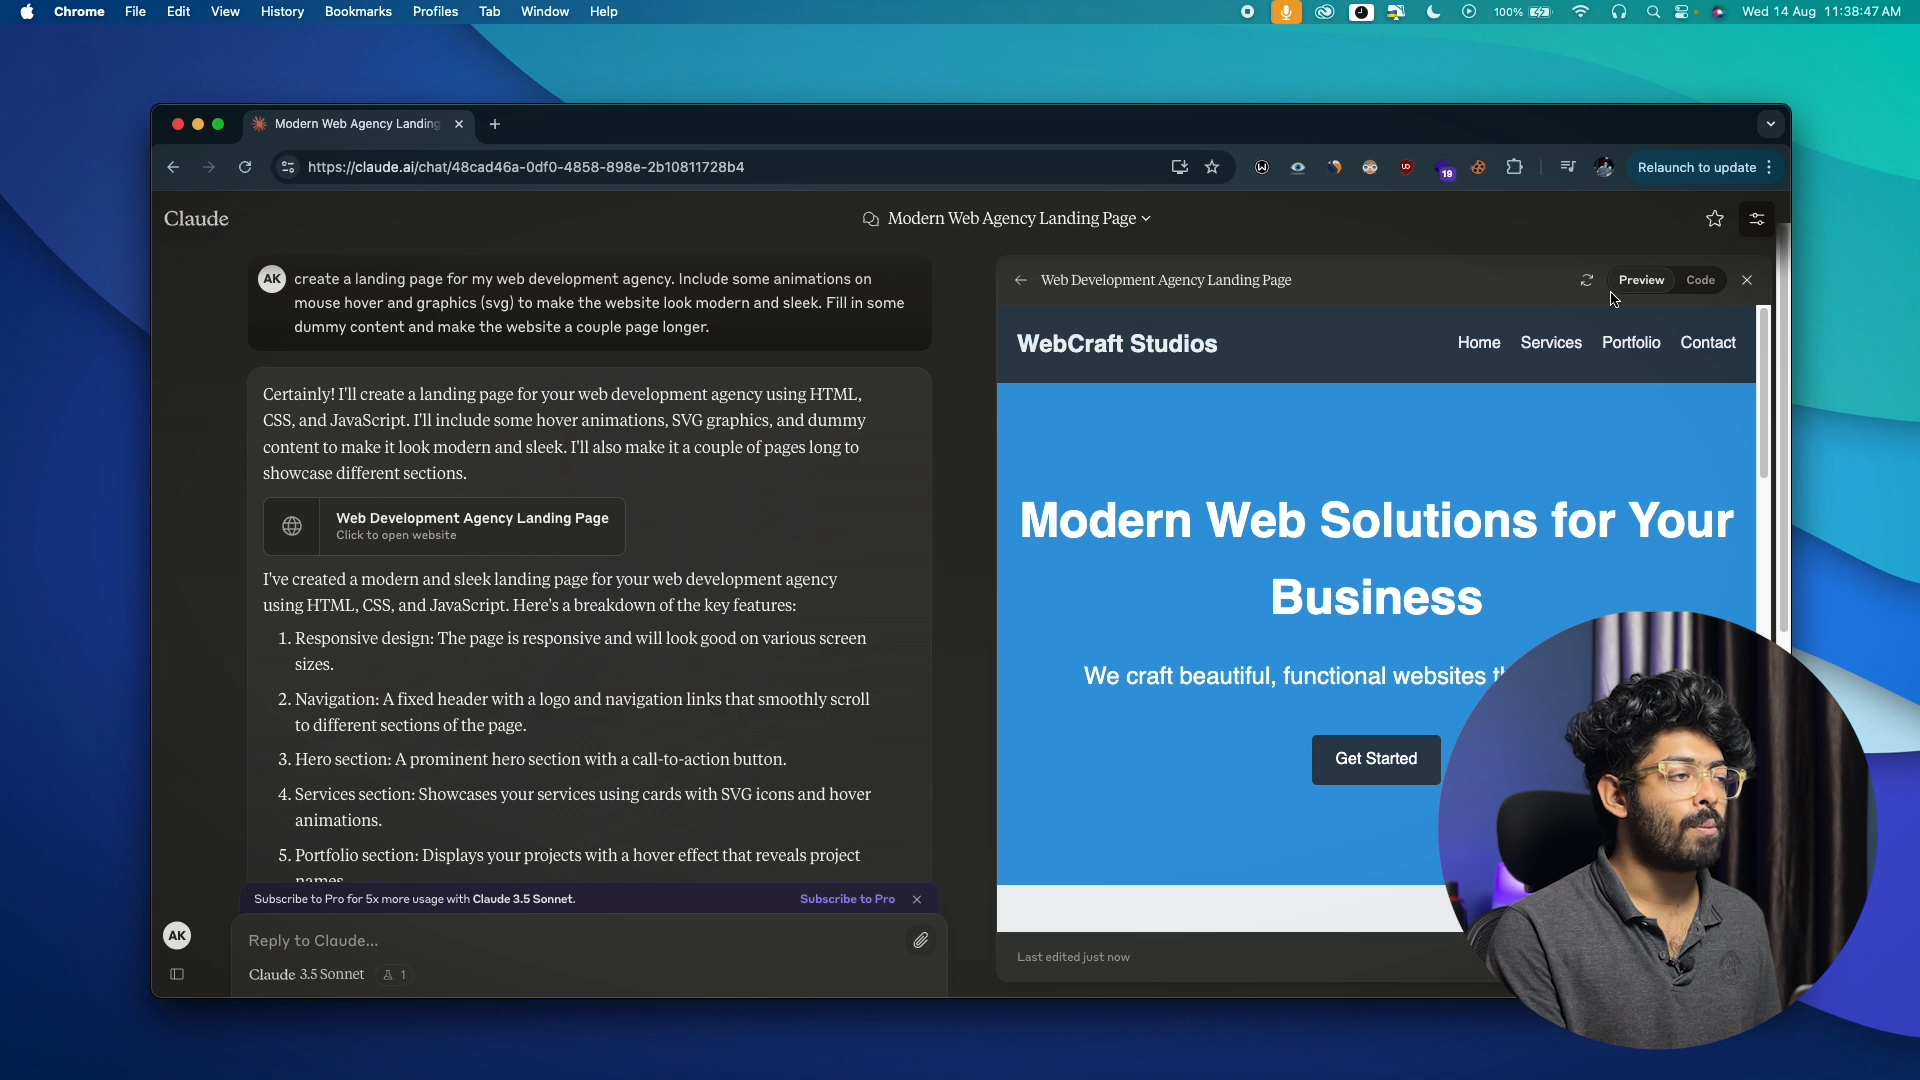 Chrome File Edit View History Bookmarks Profiles Tab Window Help
100% Wed 14 Aug 11:38:47 AM
Modern Web Agency Landing
https://claude.ai/chat/48cad46a-0df0-4858-898e-2b10811728b4
19
Relaunch to update
Claude
Modern Web Agency Landing Page
AK
create a landing page for my web development agency. Include some animations on
mouse hover and graphics (svg) to make the website look modern and sleek. Fill in some
dummy content and make the website a couple page longer.
Certainly! I'll create a landing page for your web development agency using HTML,
CSS, and JavaScript. I'll include some hover animations, SVG graphics, and dummy
content to make it look modern and sleek. I'll also make it a couple of pages long to
showcase different sections.
Web Development Agency Landing Page
Click to open website
I've created a modern and sleek landing page for your web development agency
using HTML, CSS, and JavaScript. Here's a breakdown of the key features:
1. Responsive design: The page is responsive and will look good on various screen
sizes.
2. Navigation: A fixed header with a logo and navigation links that smoothly scroll
to different sections of the page.
3. Hero section: A prominent hero section with a call-to-action button.
4. Services section: Showcases your services using cards with SVG icons and hover
animations.
5. Portfolio section: Displays your projects with a hover effect that reveals project
names.
Subscribe to Pro for 5x more usage with Claude 3.5 Sonnet. Subscribe to Pro
AK
Reply to Claude...
Claude 3.5 Sonnet 1
Web Development Agency Landing Page
Preview Code
WebCraft Studios
Home Services Portfolio Contact
Modern Web Solutions for Your
Business
We craft beautiful, functional websites
Get Started
Last edited just now